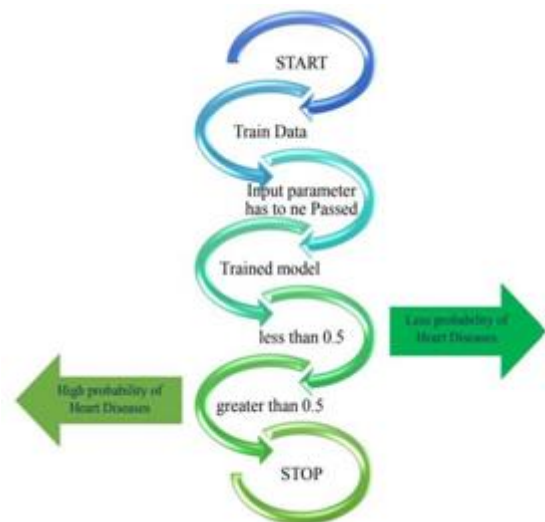 START
Train Data
Input parameter
has to ne Passed
Trained model
less than 0.5
Less probability of
Heart Diseases
High probability of
Heart Diseases
greater than 0.5
STOP